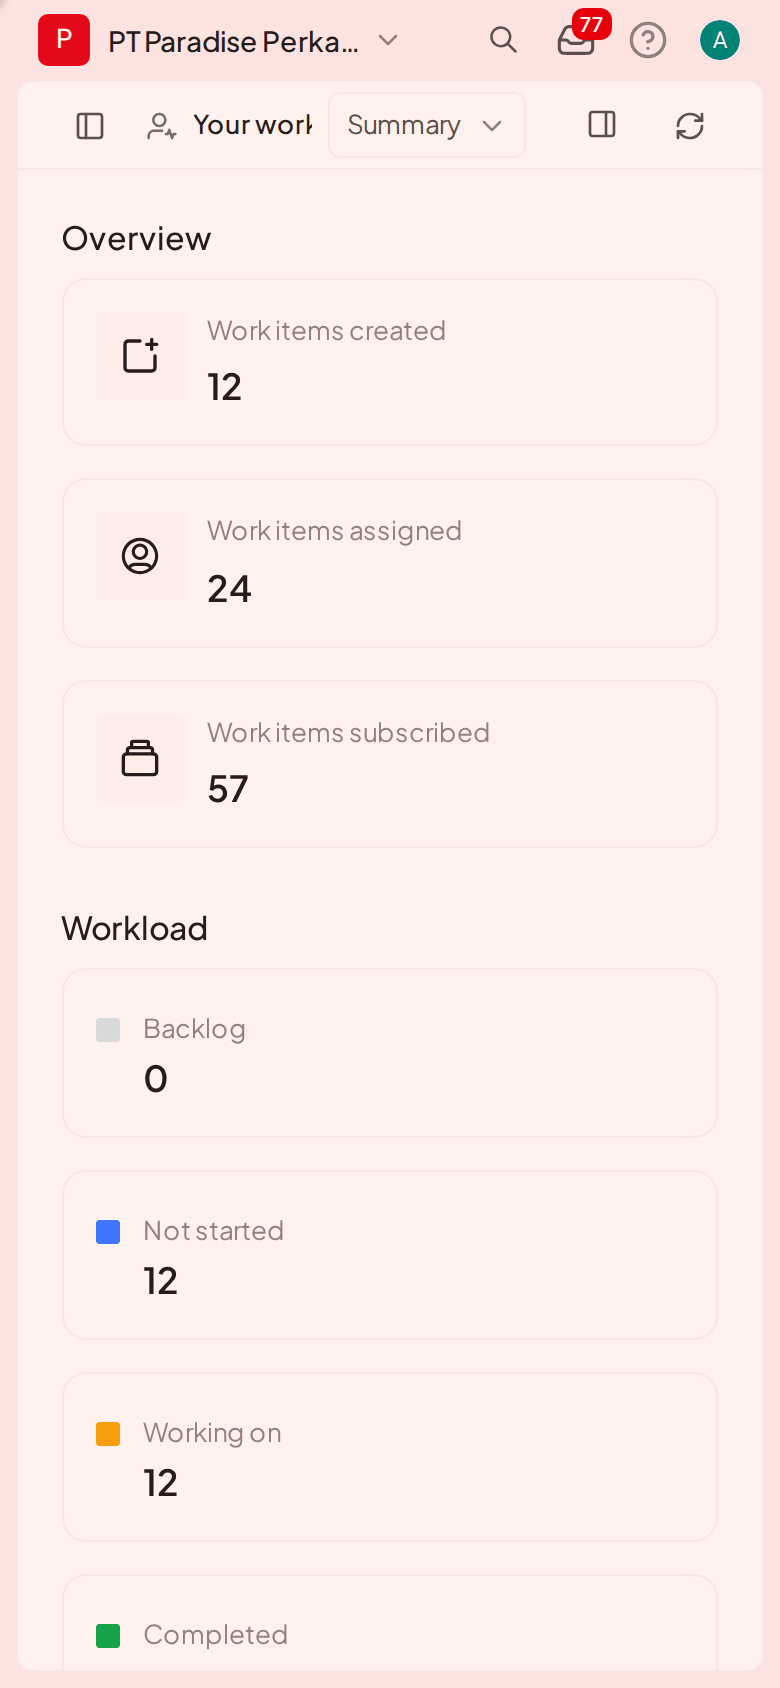 P
PT Paradise Perka...
77
A
Your work
Summary
Overview
Work items created
12
Work items assigned
24
Work items subscribed
57
Workload
Backlog
0
Not started
12
Working on
12
Completed